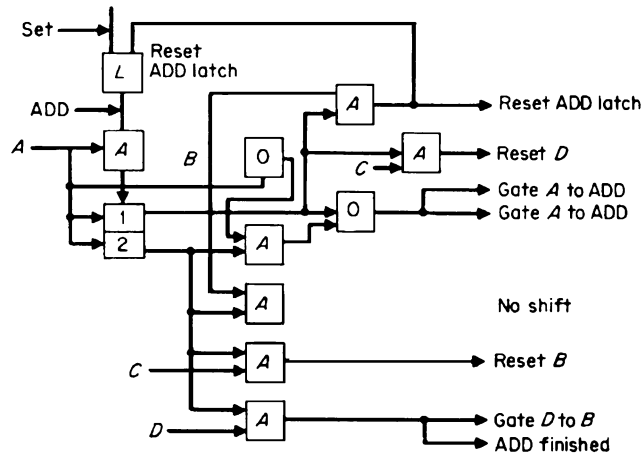 Set
Reset
ADD latch
L
ADD
A
A
B
O
A
Reset ADD latch
A
C
Reset D
Gate A to ADD
Gate A to ADD
1
2
O
A
A
No shift
C
A
Reset B
D
A
Gate D to B
ADD finished